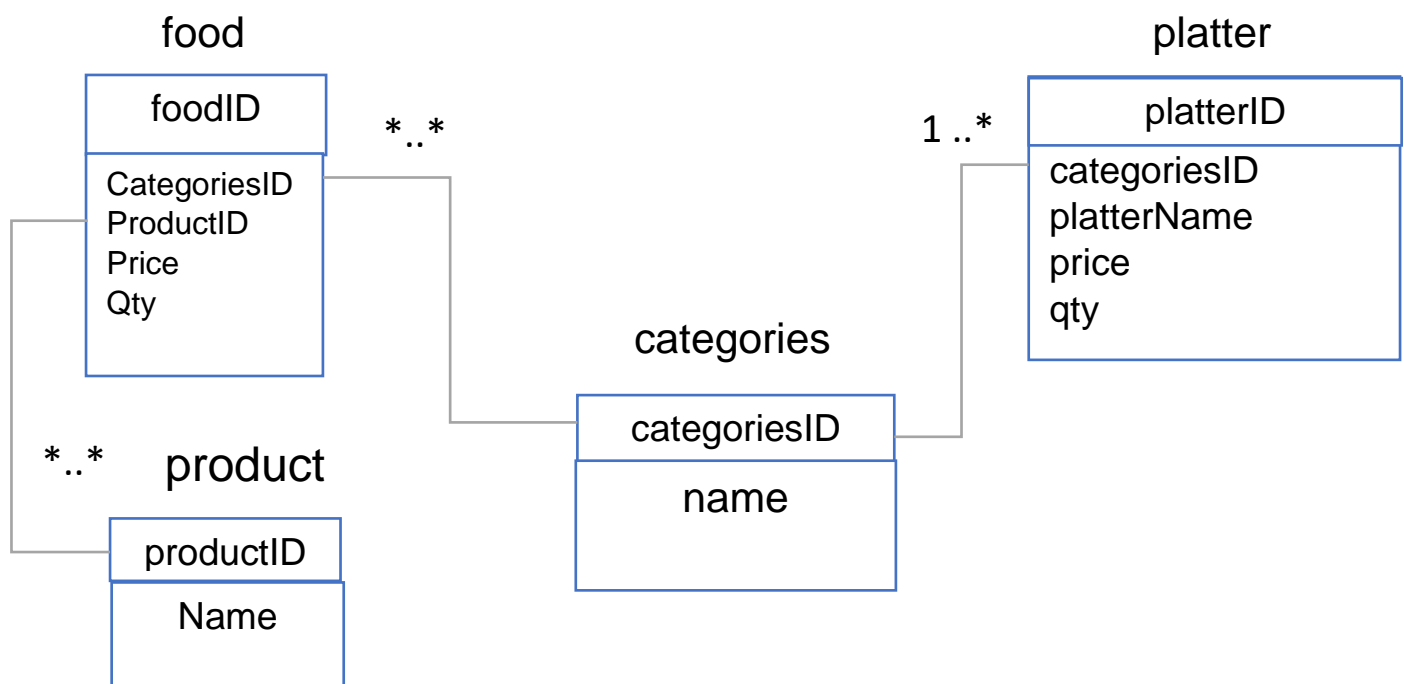 food
foodID
*..*
CategoriesID
ProductID
Price
Qty
platter
1 ..*
platterID
categoriesID
platterName
price
qty
categories
categoriesID
name
*..*
product
productID
Name